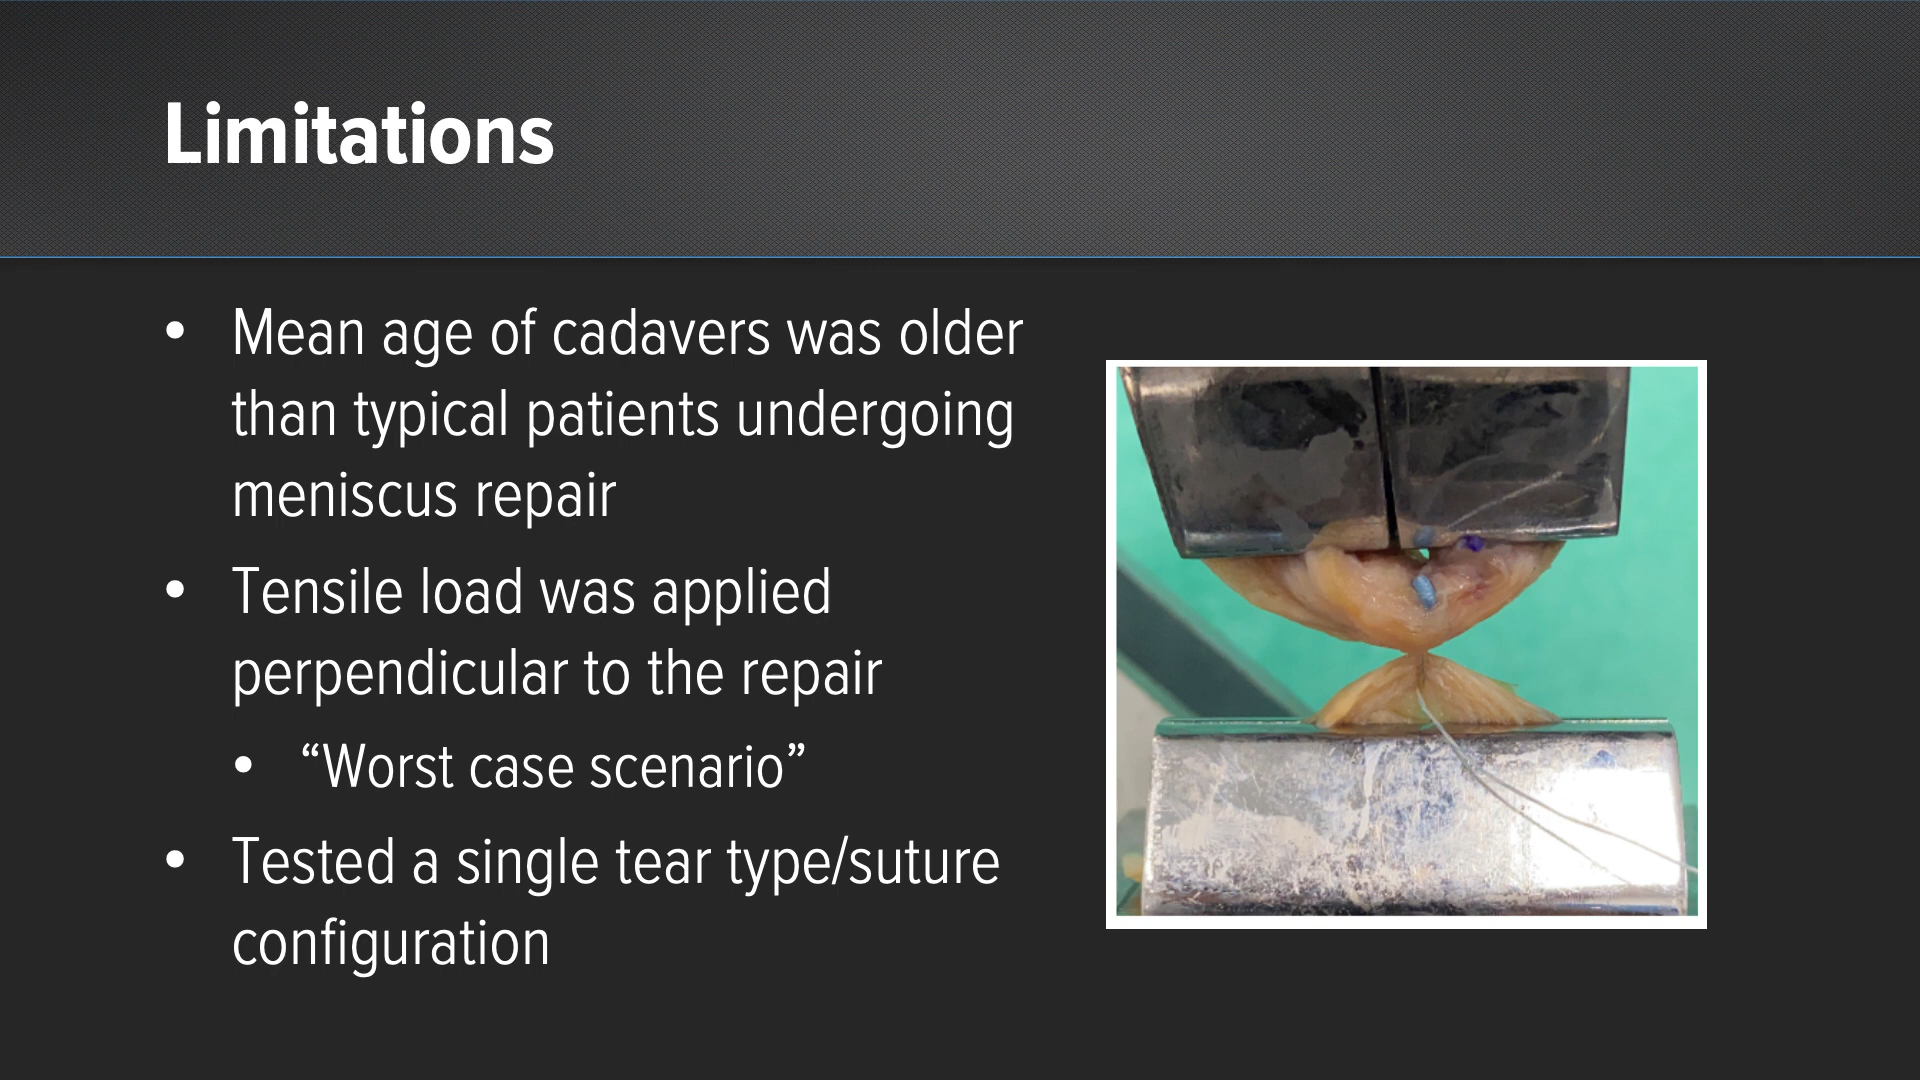 Limitations
• Mean age of cadavers was older
than typical patients undergoing
meniscus repair
• Tensile load was applied
perpendicular to the repair
• “Worst case scenario”
• Tested a single tear type/suture
configuration